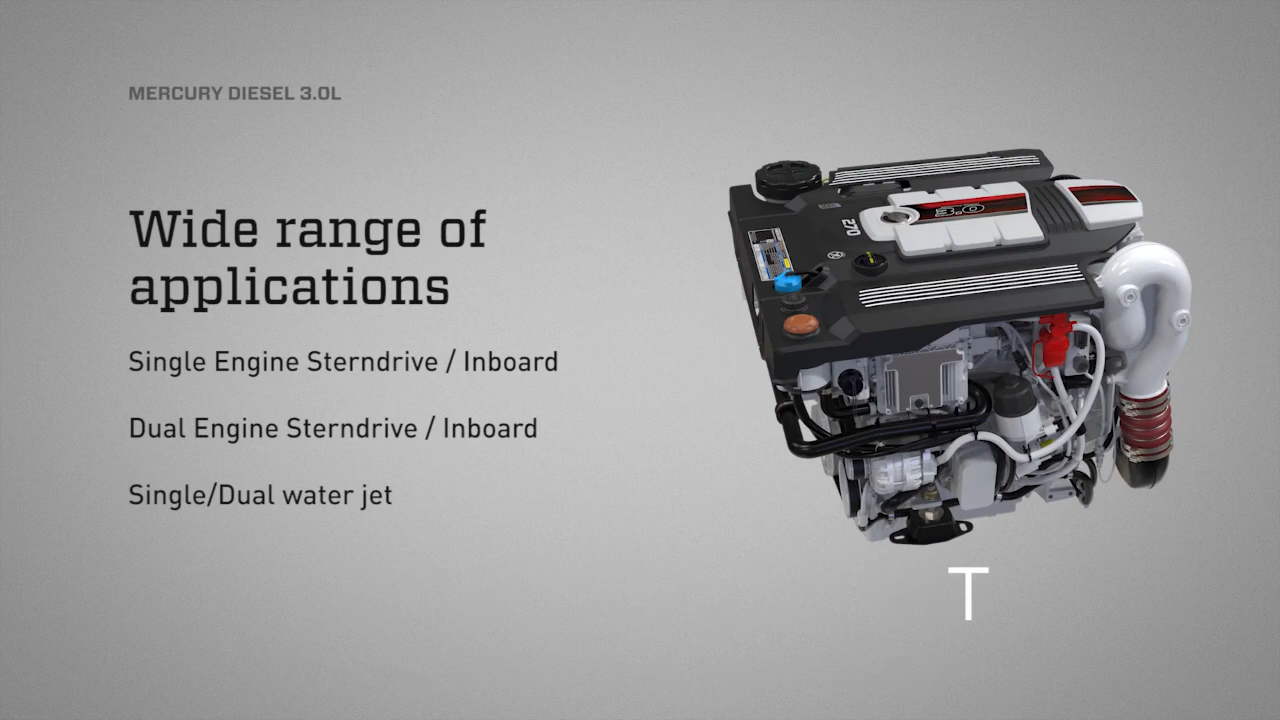 MERCURY DIESEL 3.0L
Wide range of
applications
Single Engine Sterndrive / Inboard
Dual Engine Sterndrive / Inboard
Single/Dual water jet
270
3.0
T